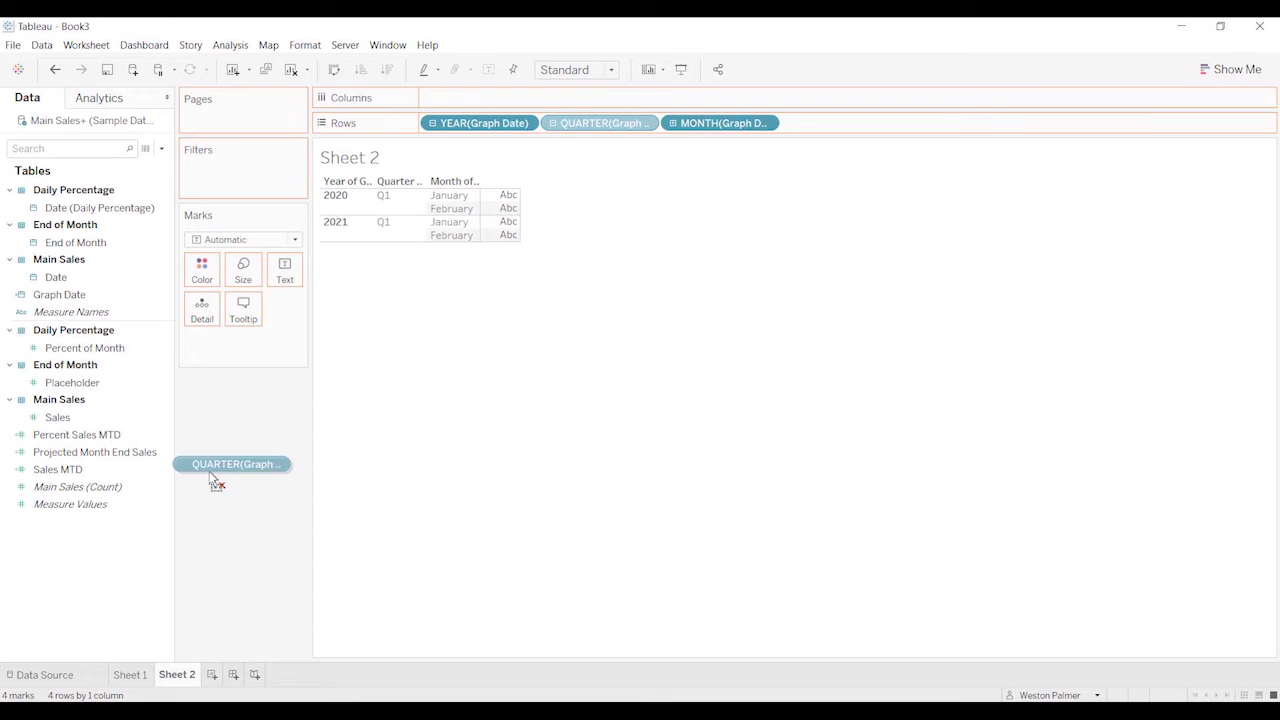 Tableau - Book3
File Data Worksheet Dashboard Story Analysis Map Format Server Window Help
Standard
Show Me
Data Analytics
Main Sales+ (Sample Dat...
Search
Tables
Daily Percentage
Date (Daily Percentage)
End of Month
End of Month
Main Sales
Date
Graph Date
Abc Measure Names
Daily Percentage
Percent of Month
End of Month
Placeholder
Main Sales
Sales
Percent Sales MTD
Projected Month End Sales
Sales MTD
Main Sales (Count)
Measure Values
Pages
Filters
Marks
Automatic
Color Size Text
Detail Tooltip
QUARTER(Graph ..
Columns
Rows YEAR(Graph Date) QUARTER(Graph .. MONTH(Graph D..
Sheet 2
Year of G.. Quarter .. Month of..
2020 Q1 January Abc
February Abc
2021 Q1 January Abc
February Abc
Data Source Sheet 1 Sheet 2
4 marks 4 rows by 1 column Weston Palmer